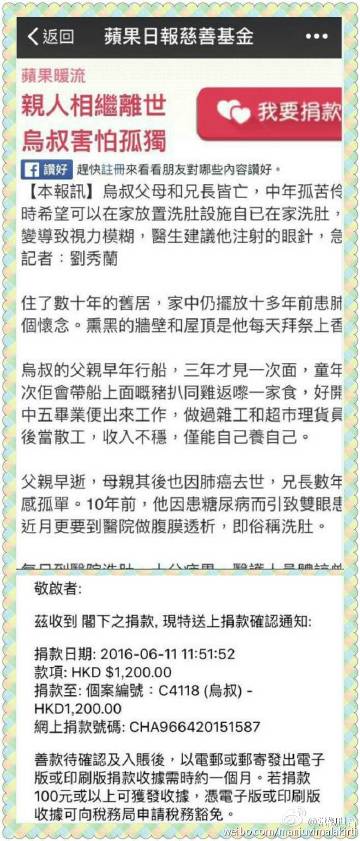 返回 蘋果日報慈善基金
蘋果暖流
親人相繼離世
烏叔害怕孤獨
我要捐款
讚好 趕快註冊來看看朋友對哪些內容讚好。
【本報訊】烏叔父母和兄長皆亡，中年孤苦伶
時希望可以在家放置洗肚設施自己在家洗肚，
變導致視力模糊，醫生建議他注射的眼針，急
記者：劉秀蘭
住了數十年的舊居，家中仍擺放十多年前患肺
個懷念。熏黑的牆壁和屋頂是他每天拜祭上香
烏叔的父親早年行船，三年才見一次面，童年
次佢會帶船上面嘅豬扒同雞返嚟一家食，好開
中五畢業便出來工作，做過雜工和超市理貨員
後當散工，收入不穩，僅能自己養自己。
父親早逝，母親其後也因肺癌去世，兄長數年
感孤單。10年前，他因患糖尿病而引致雙眼患
近月更要到醫院做腹膜透析，即俗稱洗肚。
敬啟者:
茲收到 閣下之捐款, 現特送上捐款確認通知:
捐款日期: 2016-06-11 11:51:52
款項: HKD $1,200.00
捐款至: 個案編號：C4118 (烏叔) -
HKD1,200.00
網上捐款號碼: CHA966420151587
善款待確認及入賬後，以電郵或郵寄發出電子
版或印刷版捐款收據需時約一個月。若捐款
100元或以上可獲發收據，憑電子版或印刷版
收據可向稅務局申請稅務豁免。
weibo.com/manjuzimalakirti